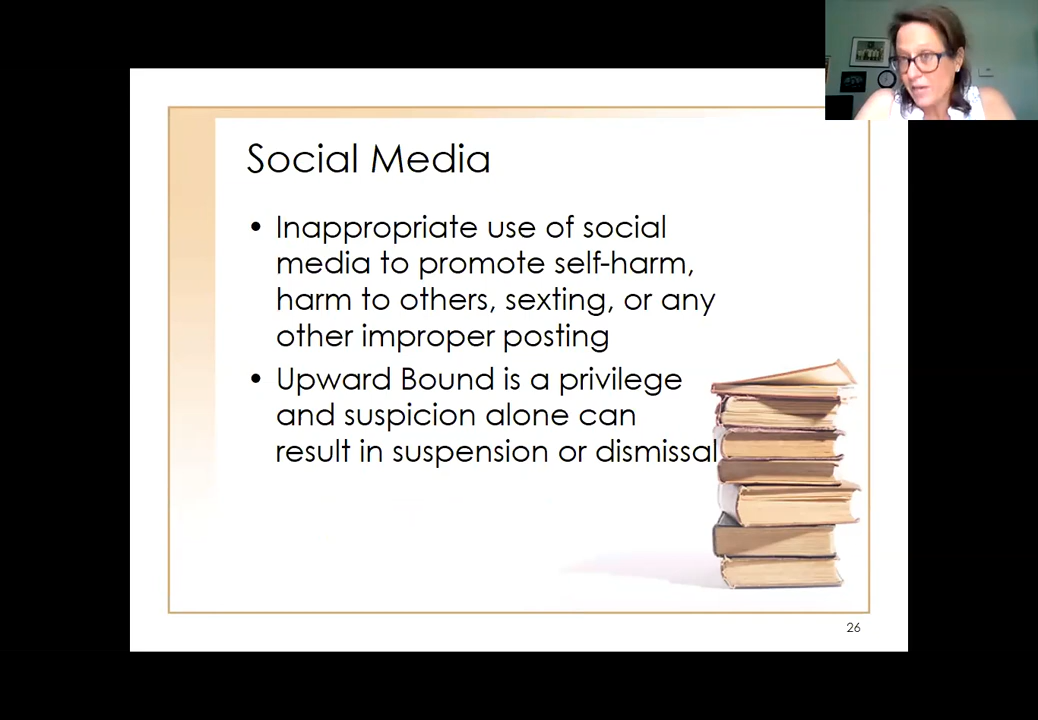 Social Media
• Inappropriate use of social
media to promote self-harm,
harm to others, sexting, or any
other improper posting
• Upward Bound is a privilege
and suspicion alone can
result in suspension or dismissal
26